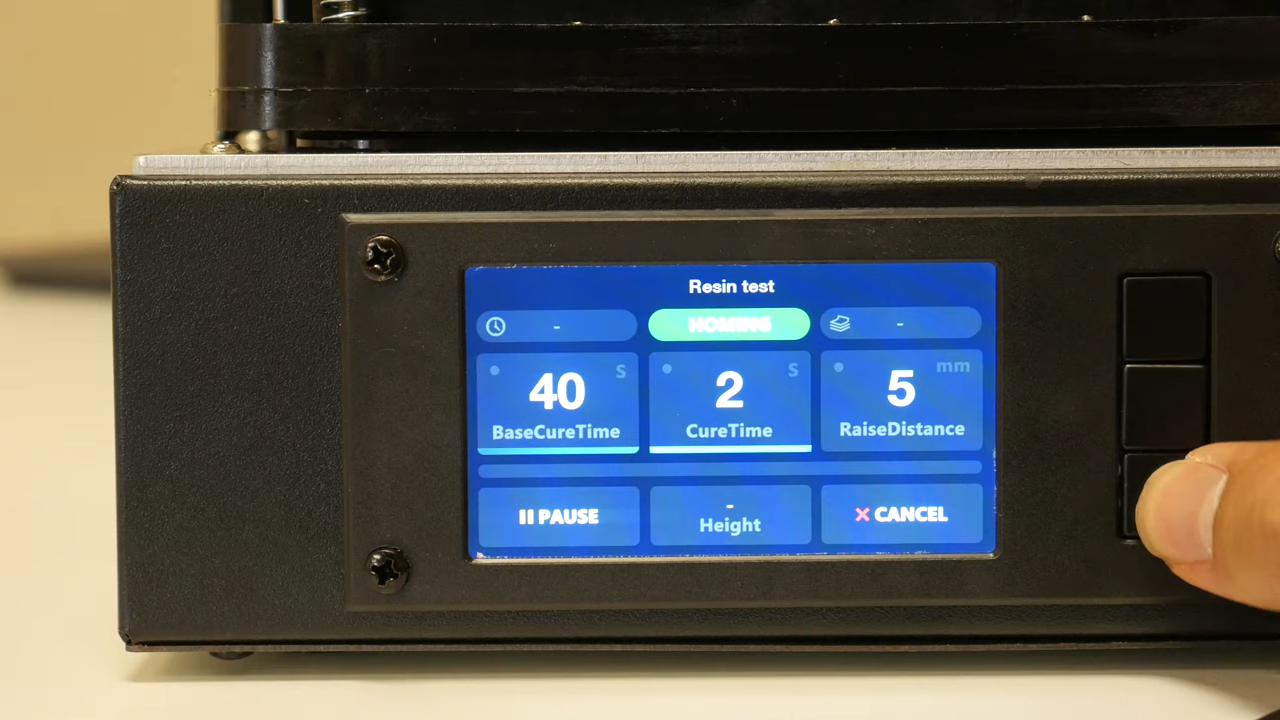 Resin test
-
HOMING
-
40 S
BaseCureTime
2 S
CureTime
5 mm
RaiseDistance
PAUSE
-
Height
CANCEL